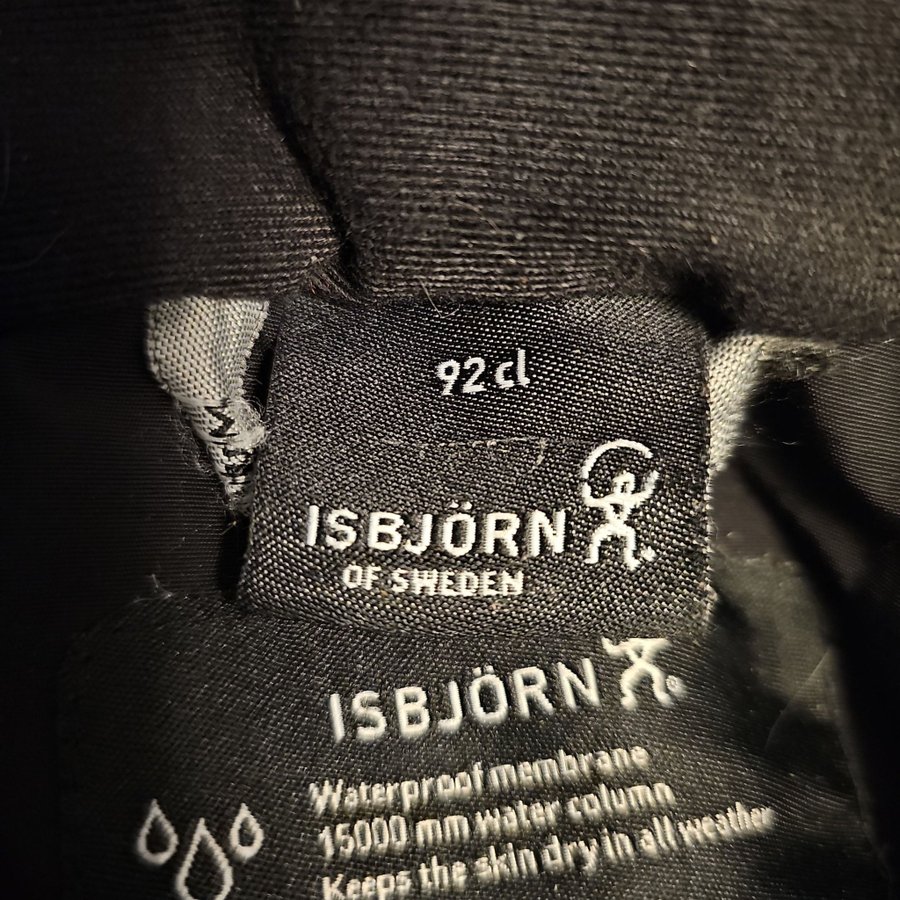 92 cl
ISBJÖRN
OF SWEDEN
ISBJÖRN
Waterproof membrane
15000 mm water column
Keeps the skin dry in all weather